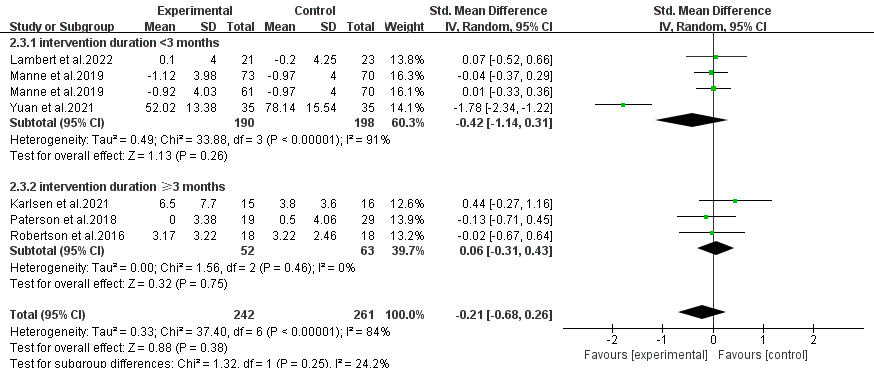 Experimental Control Std. Mean Difference Std. Mean Difference
Study or Subgroup Mean SD Total Mean SD Total Weight IV, Random, 95% CI IV, Random, 95% CI
2.3.1 intervention duration <3 months
Lambert et al.2022 0.1 4 21 -0.2 4.25 23 13.8% 0.07 [-0.52, 0.66]
Manne et al.2019 -1.12 3.98 73 -0.97 4 70 16.3% -0.04 [-0.37, 0.29]
Manne et al.2019 -0.92 4.03 61 -0.97 4 70 16.2% 0.01 [-0.33, 0.36]
Yuan et al.2021 52.02 13.38 35 78.14 15.54 35 14.1% -1.78 [-2.34, -1.22]
Subtotal (95% CI) 190 198 60.3% -0.42 [-1.14, 0.31]
Heterogeneity: Tau² = 0.49; Chi² = 33.88, df = 3 (P < 0.00001); I² = 91%
Test for overall effect: Z = 1.13 (P = 0.26)
2.3.2 intervention duration ≥3 months
Karlsen et al.2021 6.5 7.7 15 3.8 3.6 16 12.6% 0.44 [-0.27, 1.16]
Paterson et al.2018 0 3.38 19 0.5 4.06 29 13.9% -0.13 [-0.71, 0.45]
Robertson et al.2016 3.17 3.22 18 3.22 2.46 18 13.2% -0.02 [-0.67, 0.64]
Subtotal (95% CI) 52 63 39.7% 0.06 [-0.31, 0.43]
Heterogeneity: Tau² = 0.00; Chi² = 1.56, df = 2 (P = 0.46); I² = 0%
Test for overall effect: Z = 0.32 (P = 0.75)
Total (95% CI) 242 261 100.0% -0.21 [-0.68, 0.26]
Heterogeneity: Tau² = 0.33; Chi² = 37.40, df = 6 (P < 0.00001); I² = 84%
Test for overall effect: Z = 0.88 (P = 0.38)
Test for subgroup differences: Chi² = 1.32, df = 1 (P = 0.25), I² = 24.2%
-2 -1 0 1 2
Favours [experimental] Favours [control]